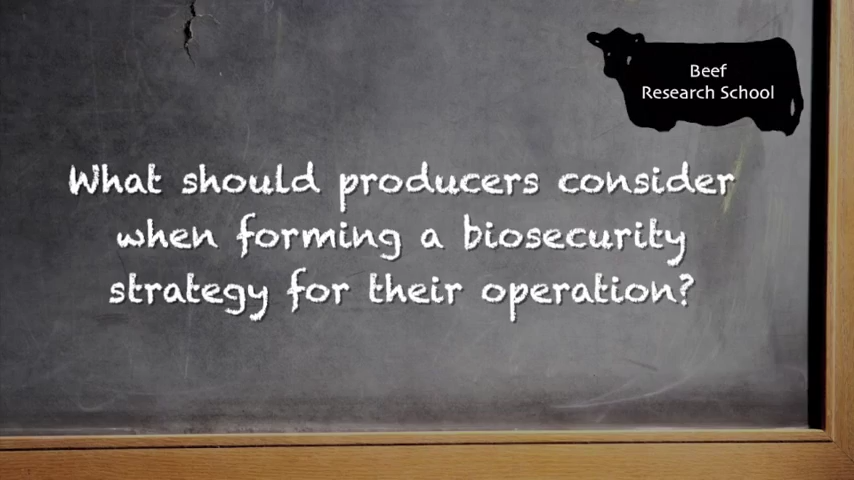 Beef
Research School
What should producers consider
when forming a biosecurity
strategy for their operation?